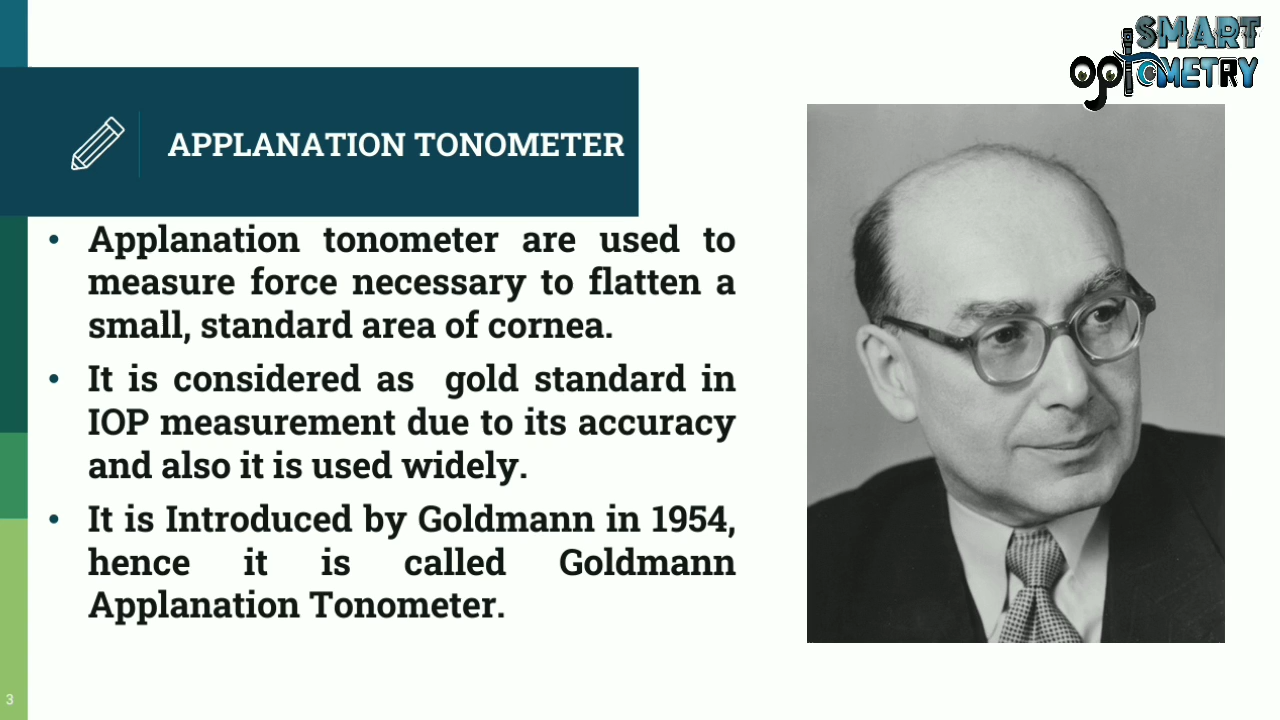 SMART
optOMETRY
APPLANATION TONOMETER
• Applanation tonometer are used to
measure force necessary to flatten a
small, standard area of cornea.
• It is considered as gold standard in
IOP measurement due to its accuracy
and also it is used widely.
• It is Introduced by Goldmann in 1954,
hence it is called Goldmann
Applanation Tonometer.
3